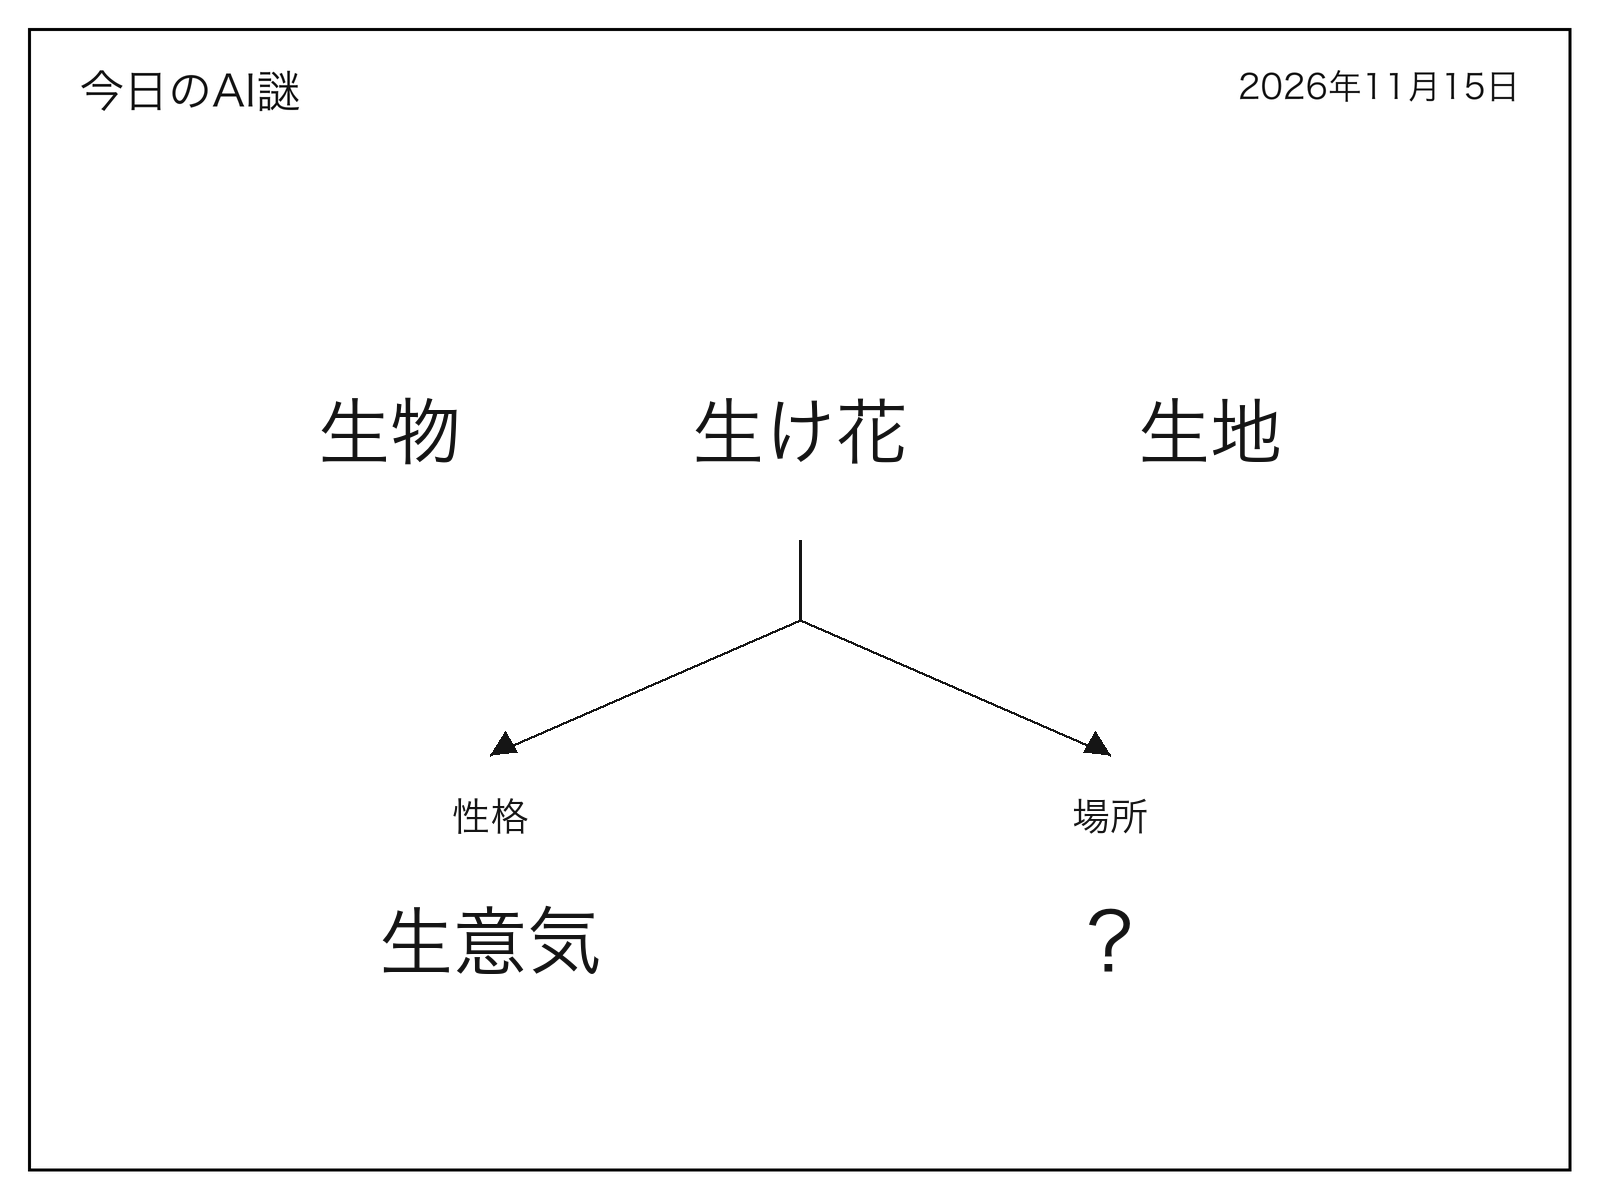 今日のAI謎
2026年11月15日
生物 生け花 生地
性格 場所
生意気 ?